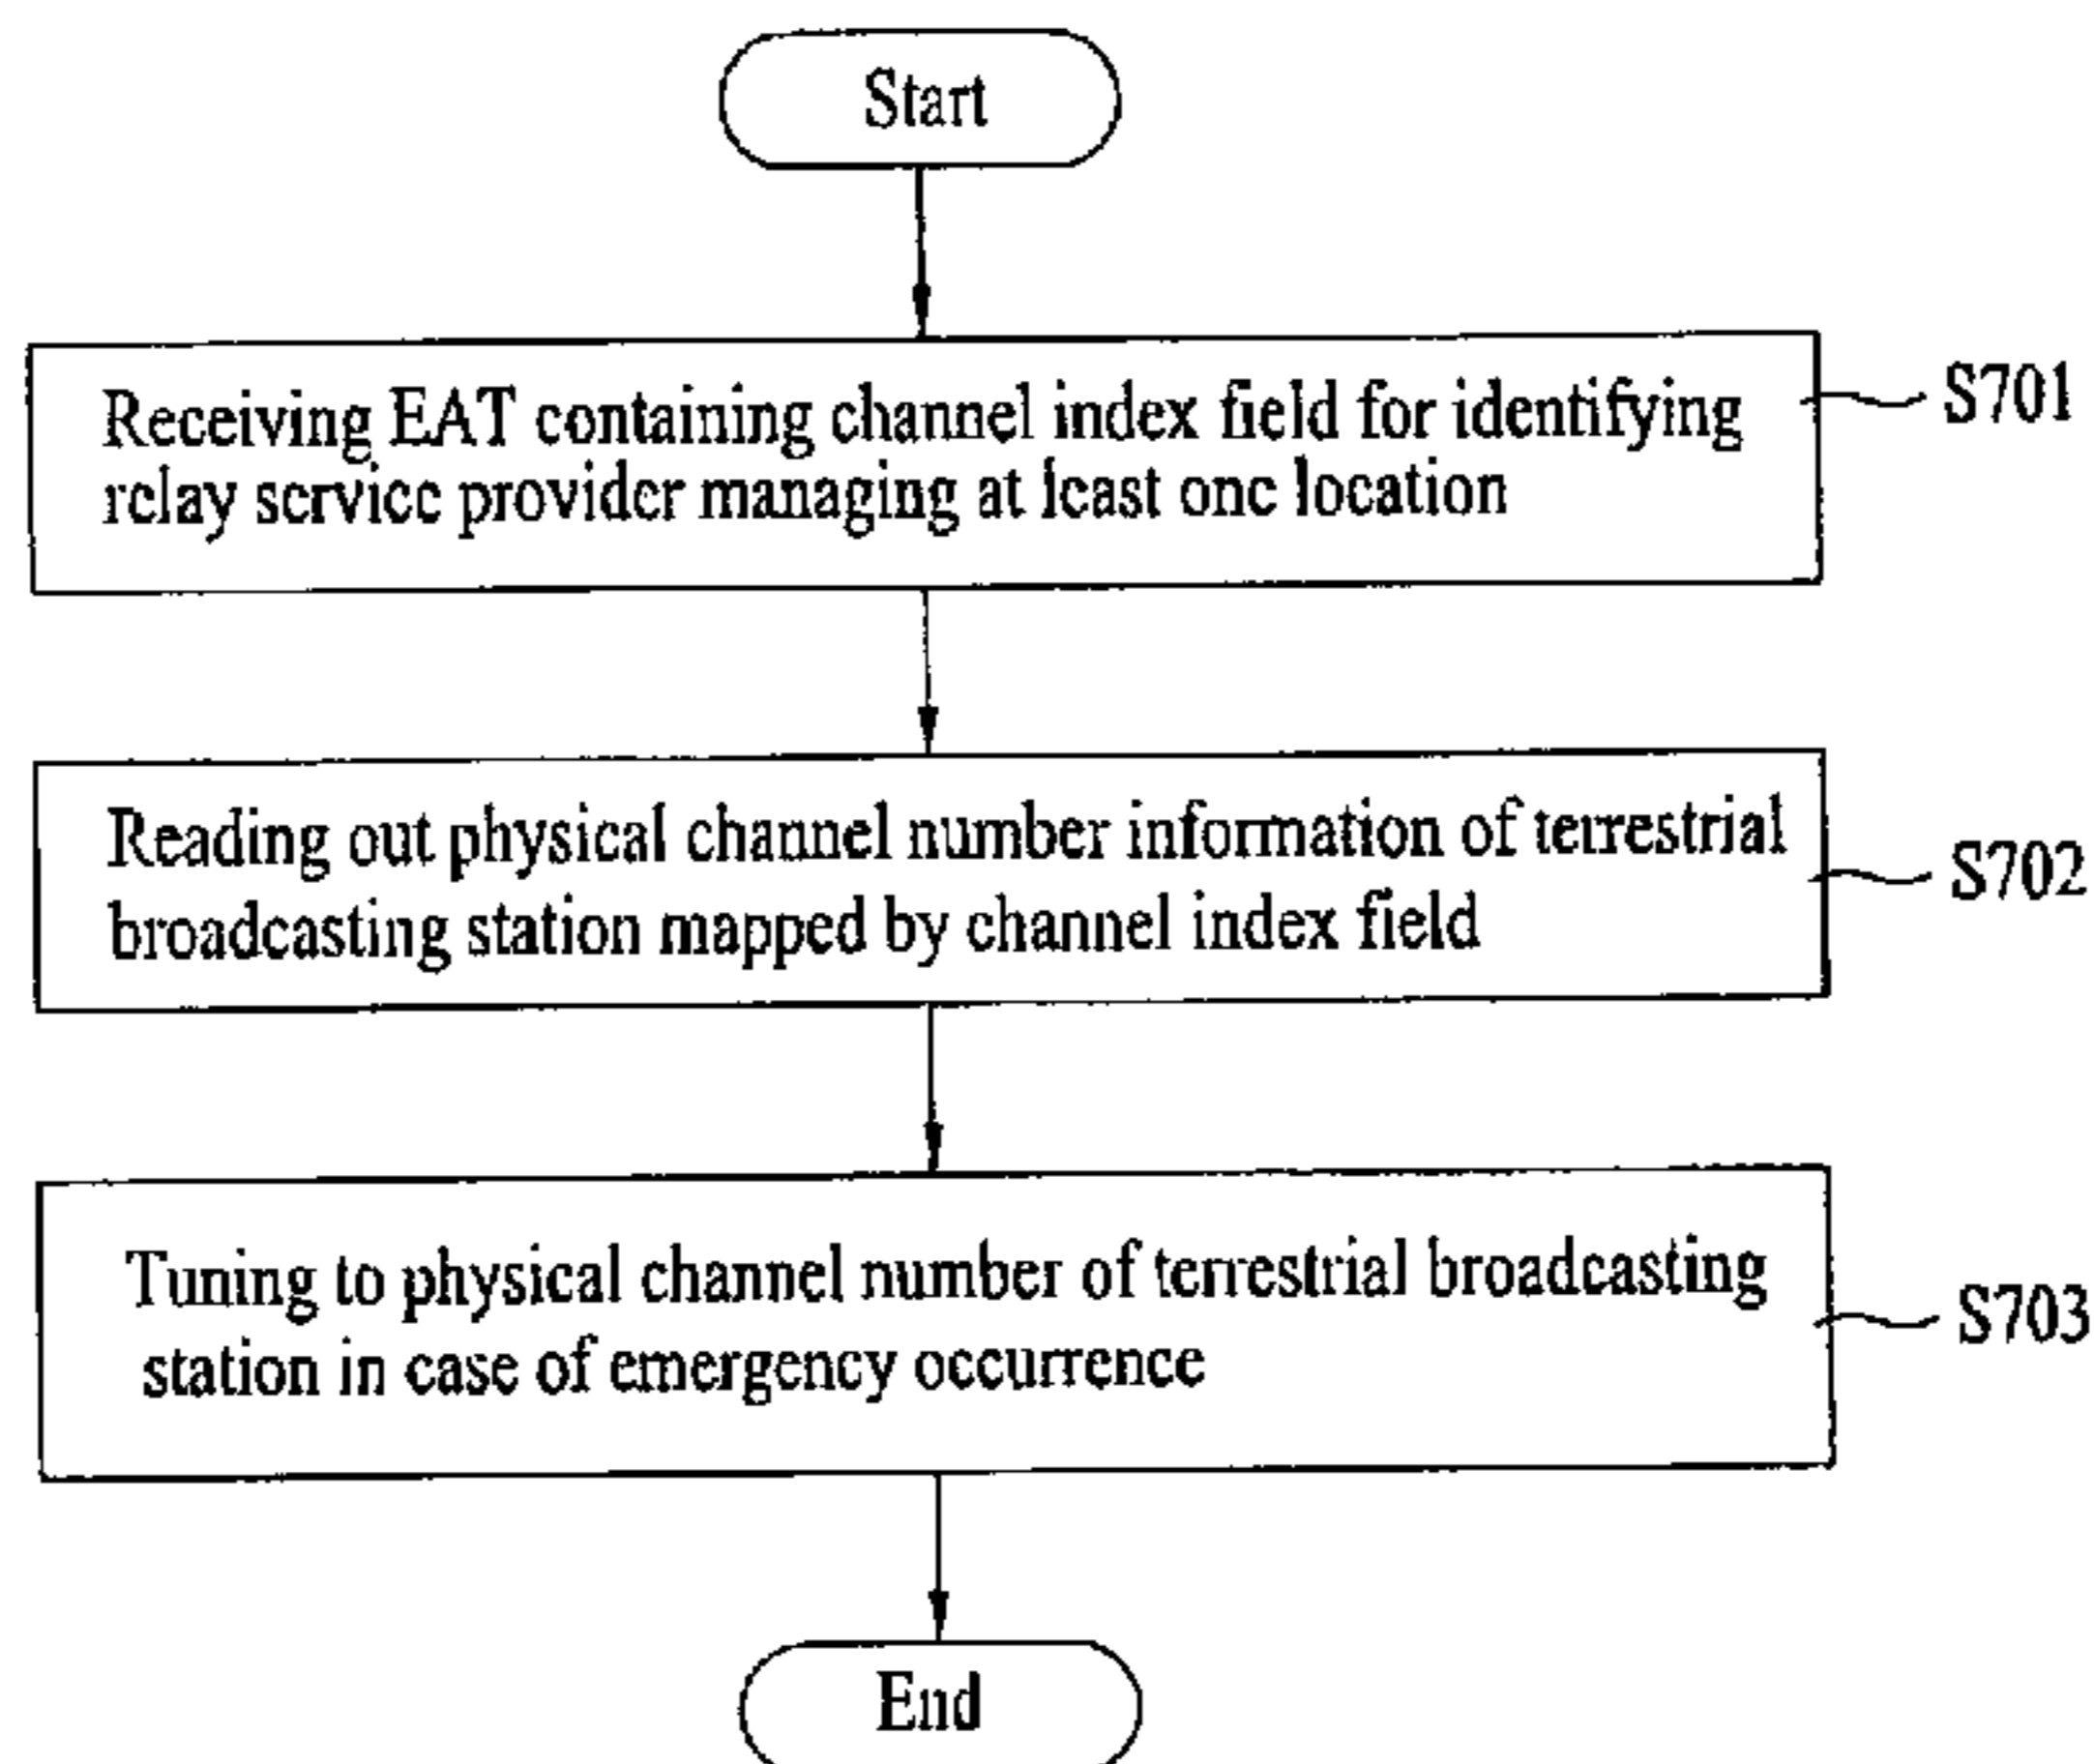 Start
Receiving EAT containing channel index field for identifying
relay service provider managing at least one location
S701
Reading out physical channel number information of terrestrial
broadcasting station mapped by channel index field
S702
Tuning to physical channel number of terrestrial broadcasting
station in case of emergency occurrence
S703
End